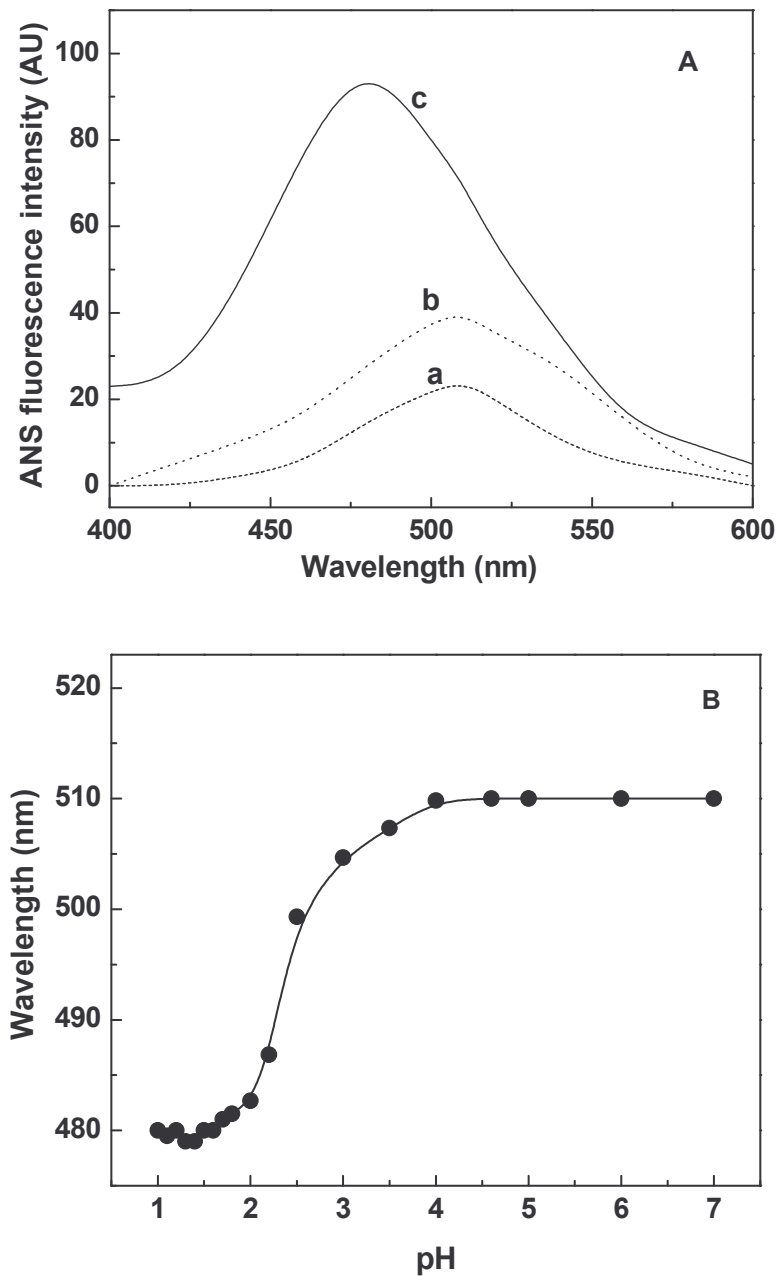 A
ANS fluorescence intensity (AU)
100
80
60
40
20
0
c
b
a
400 450 500 550 600
Wavelength (nm)
B
Wavelength (nm)
520
510
500
490
480
1 2 3 4 5 6 7
pH